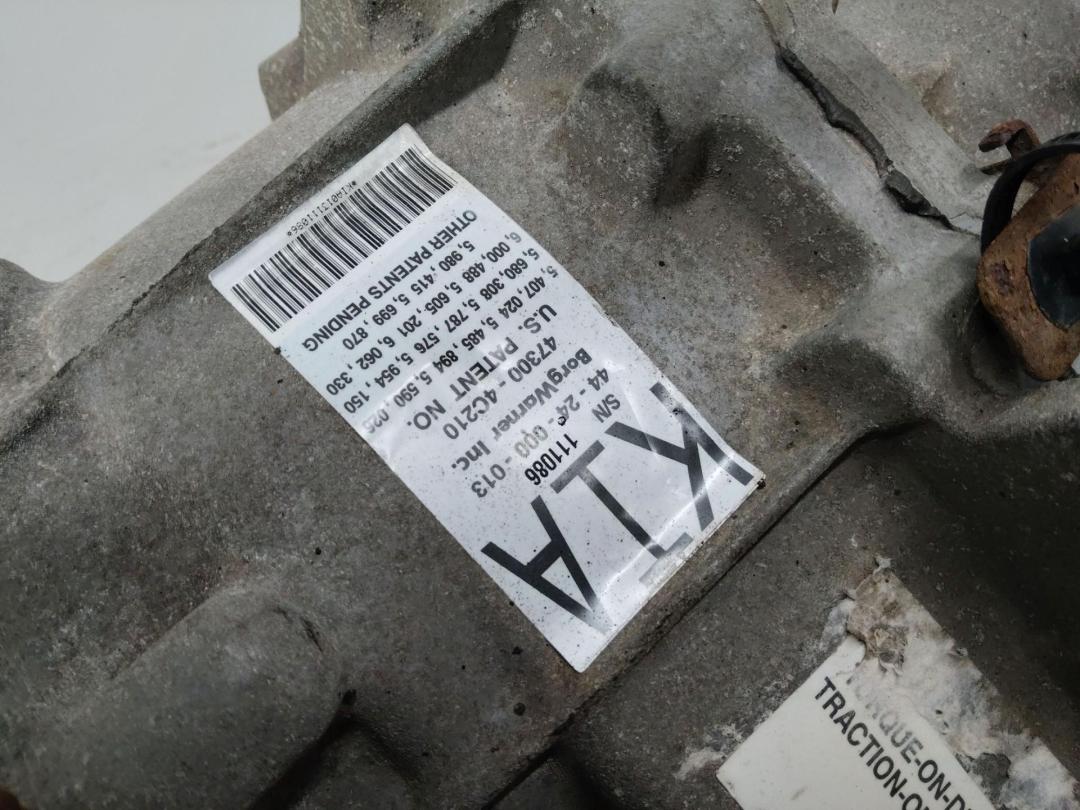 KIA
S/N 111086
44-24-000-013
BorgWarner Inc.
47300-4C210
U.S. PATENT NO.
5,407,024 5,485,894 5,590,025
5,680,308 5,787,576 5,954,150
6,000,488 5,605,201 6,062,330
5,980,415 5,699,870
OTHER PATENTS PENDING
*KIA013111086*
TORQUE-ON-D
TRACTION-O